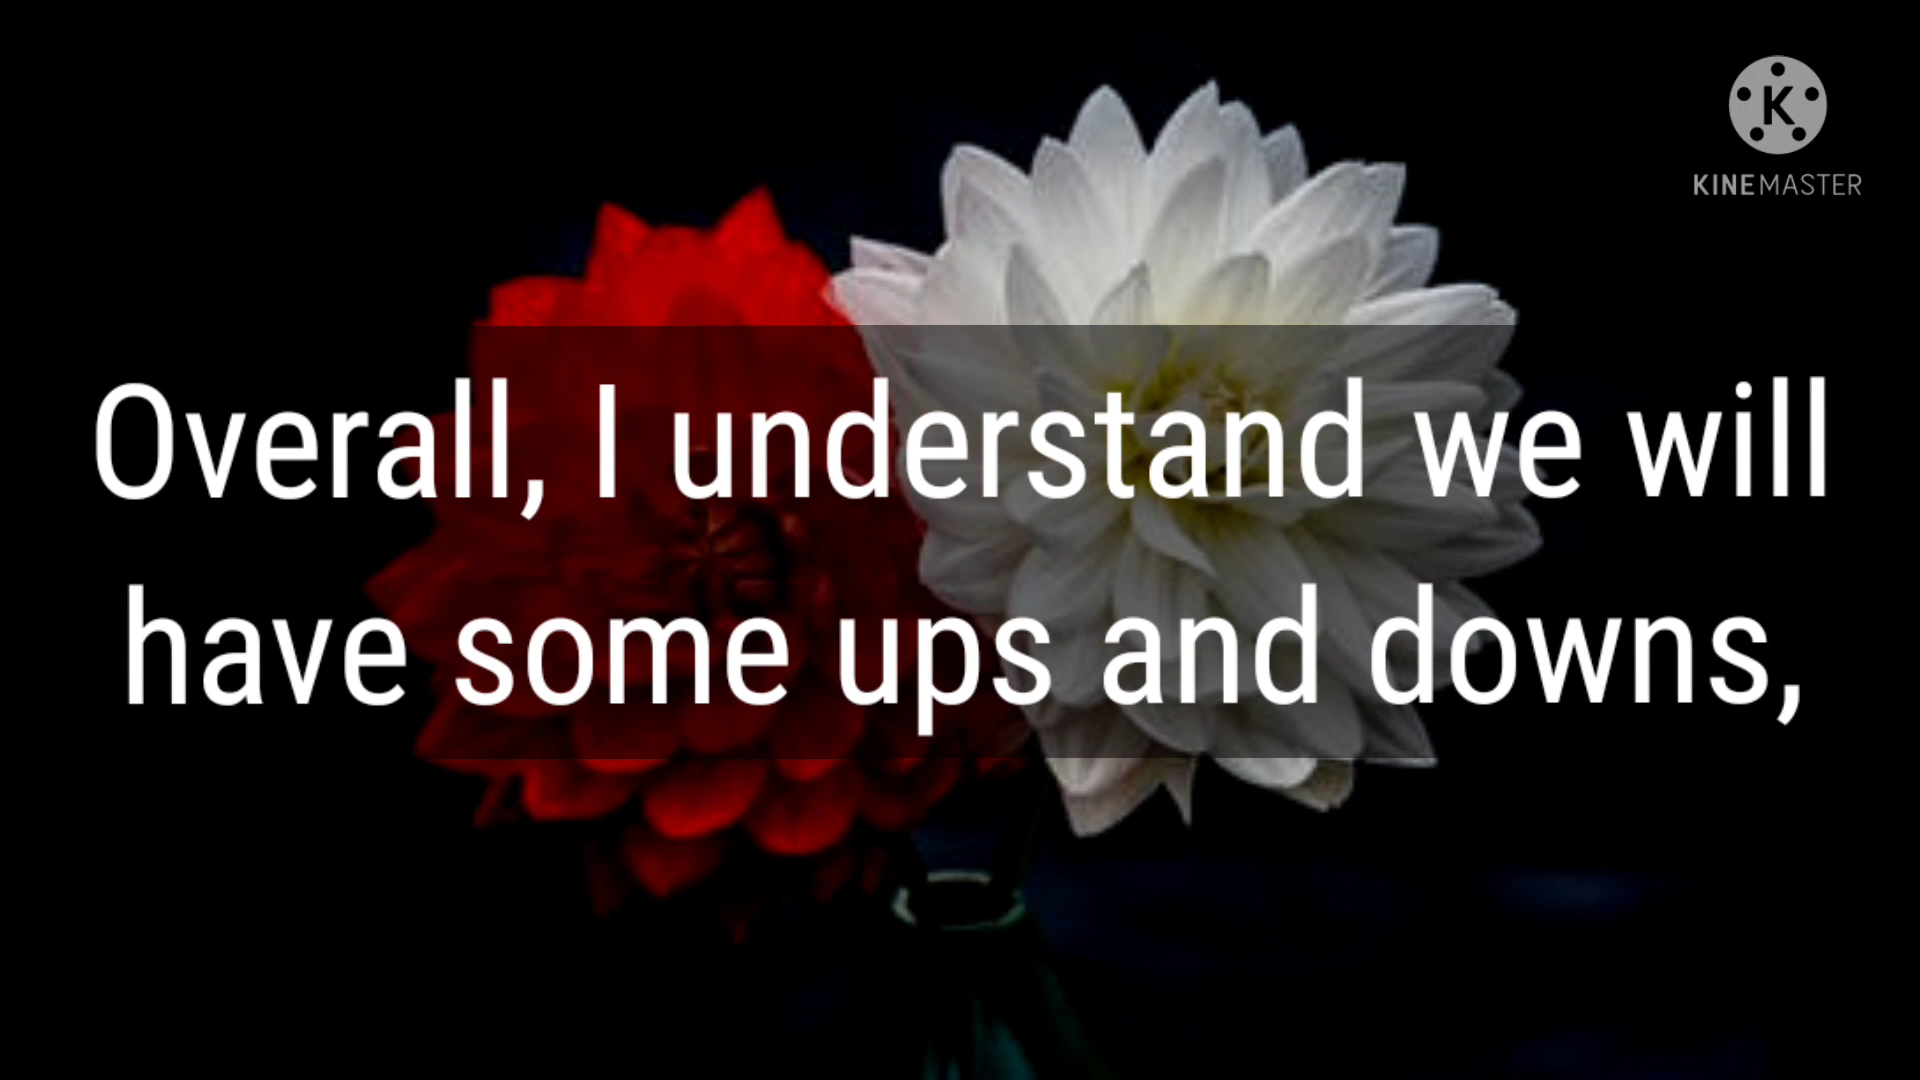 K
KINEMASTER
Overall, I understand we will
have some ups and downs,